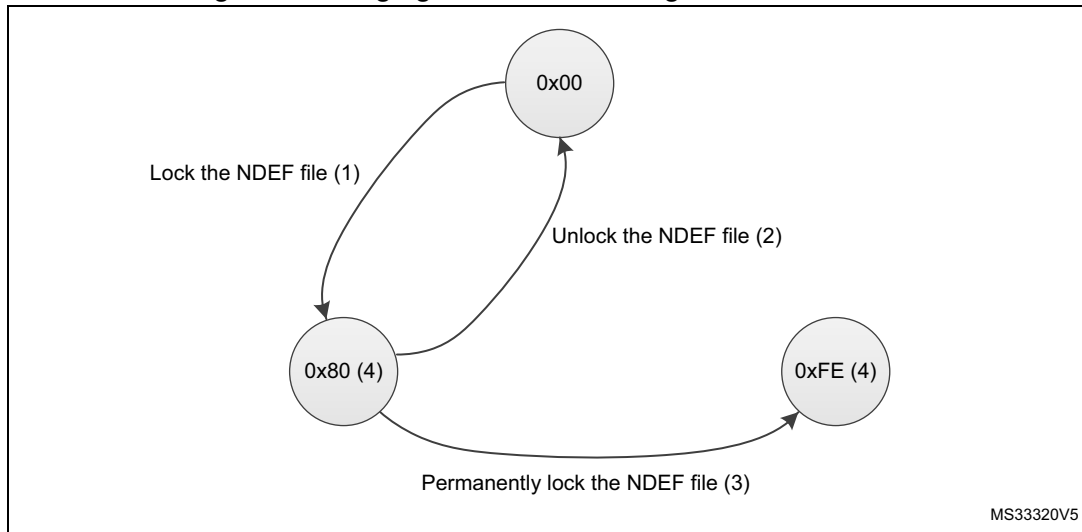 0x00
Lock the NDEF file (1)
Unlock the NDEF file (2)
0x80 (4)
0xFE (4)
Permanently lock the NDEF file (3)
MS33320V5